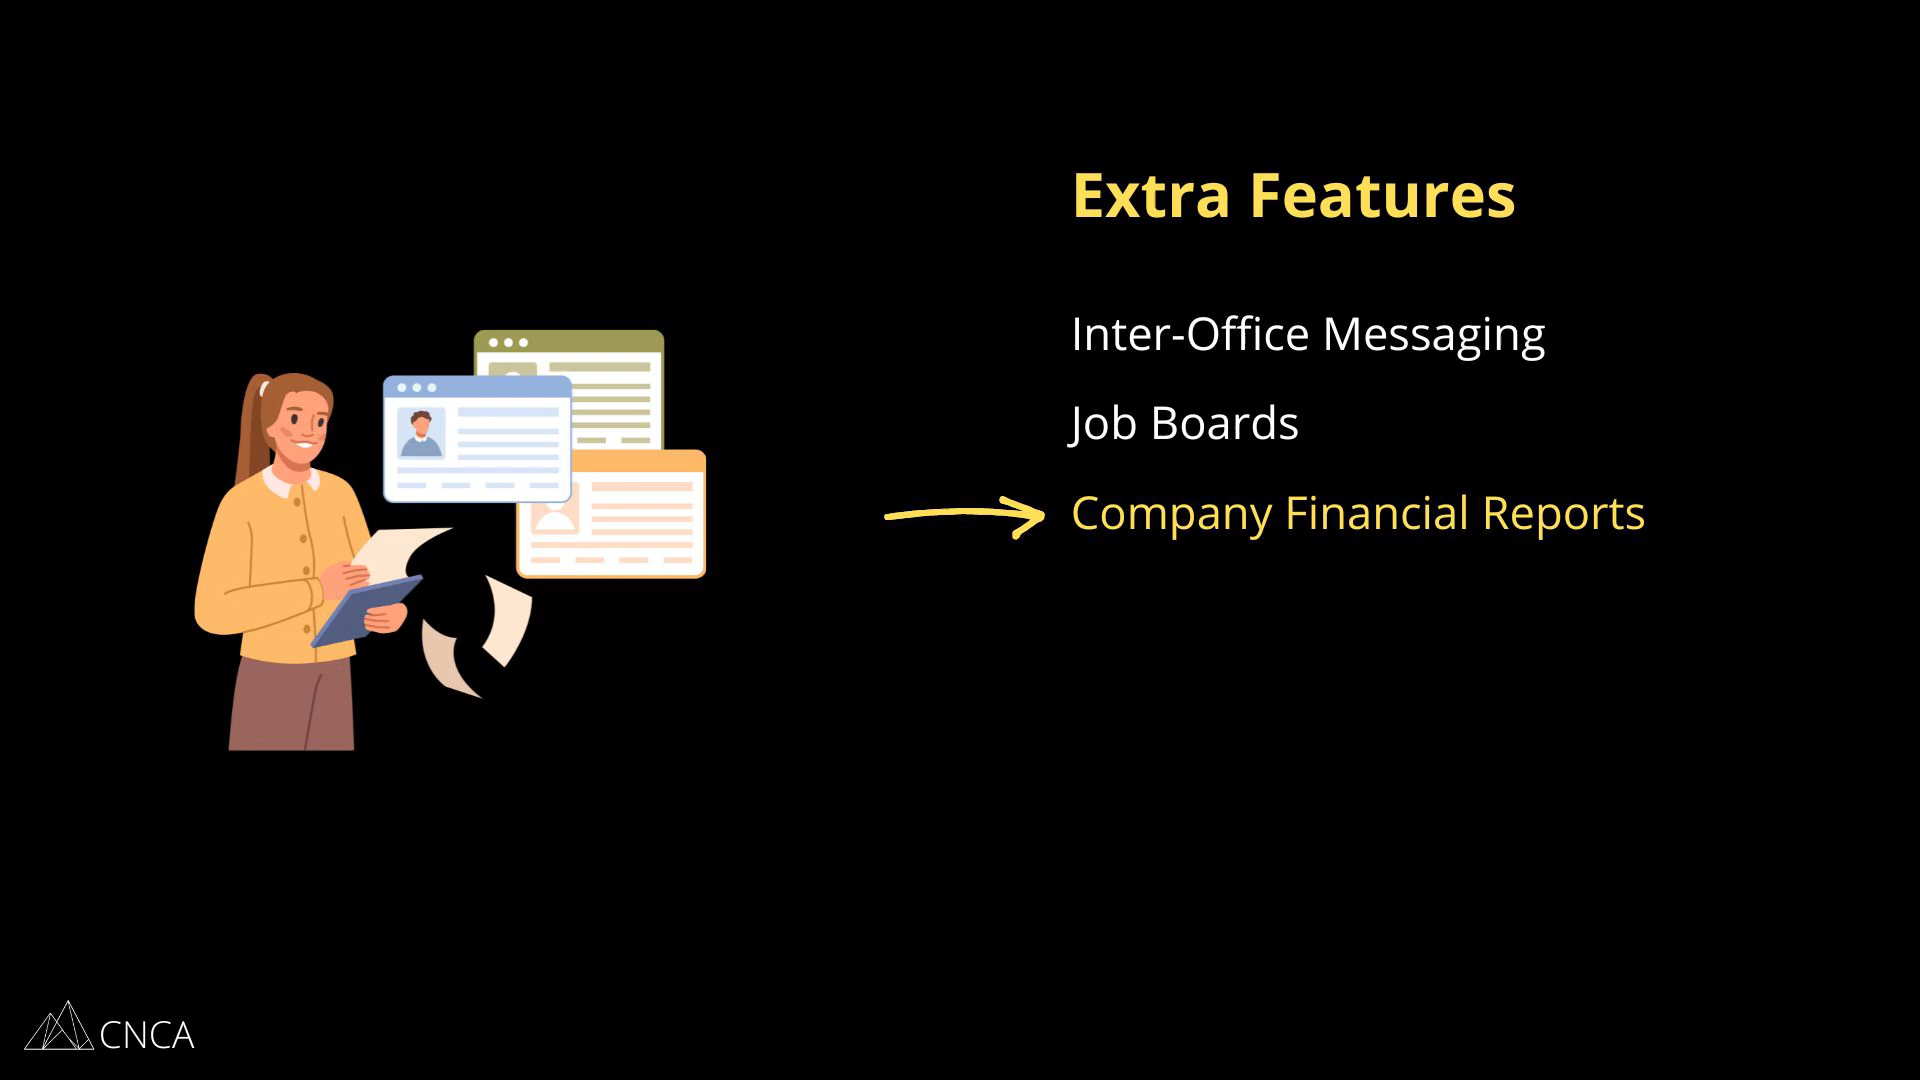 Extra Features
Inter-Office Messaging
Job Boards
Company Financial Reports
CNCA